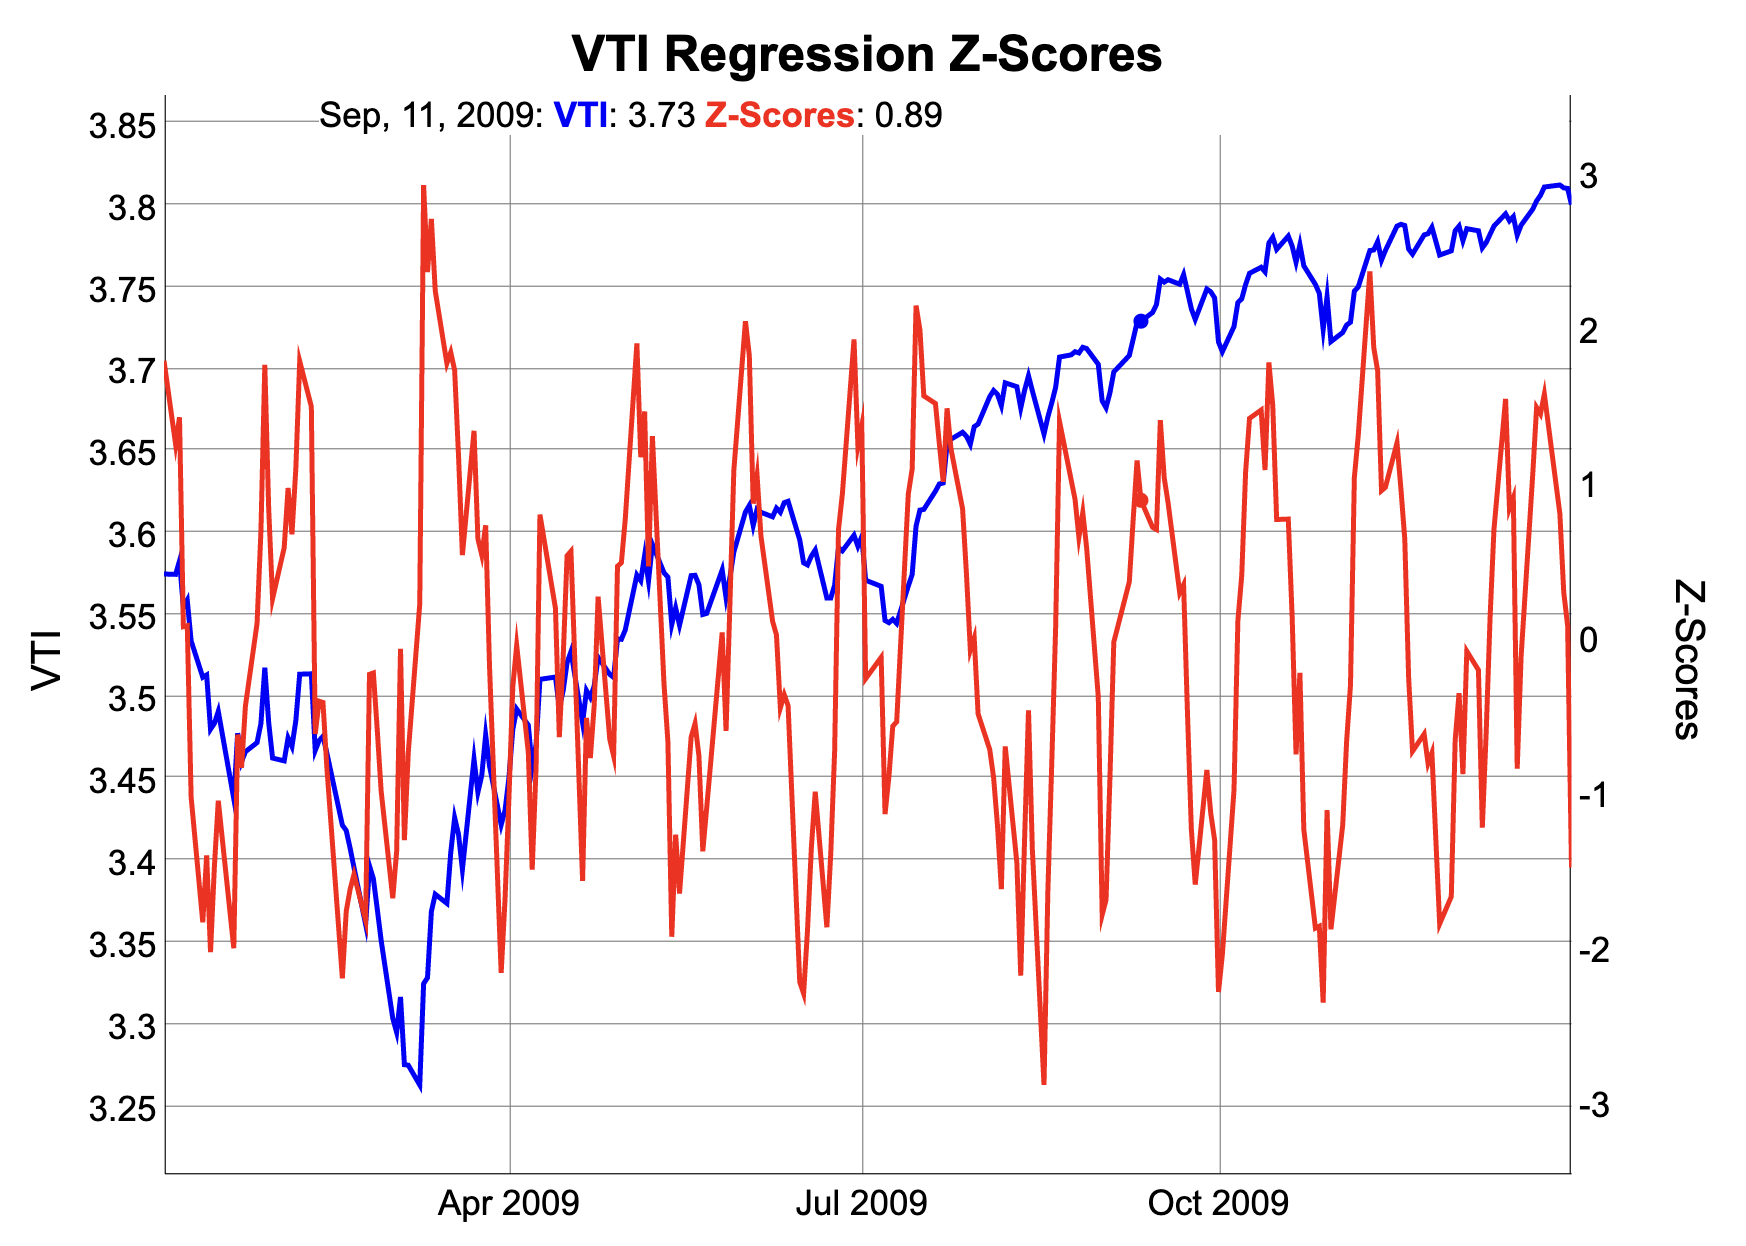 VTI Regression Z-Scores
Sep, 11, 2009: VTI: 3.73 Z-Scores: 0.89
3.85
3.8
3.75
3.7
3.65
3.6
3.55
3.5
3.45
3.4
3.35
3.3
3.25
VTI
3
2
1
0
-1
-2
-3
Z-Scores
Apr 2009
Jul 2009
Oct 2009